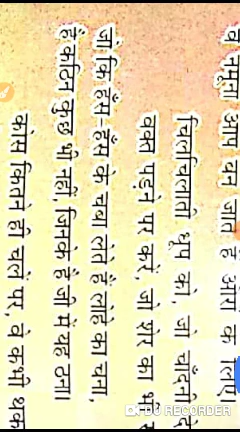 व नमूना आप बन जाते हैं औरों के लिए।
चिलचिलाती धूप को, जो चाँदनी दे
वक्त पड़ने पर करे, जो शेर का भी
जो कि हँस-हँस के चबा लेते हैं लोहे का चना,
है कठिन कुछ भी नहीं, जिनके है जी में यह ठना।
कोस कितने ही चलें पर, वे कभी थक
DU RECORDER